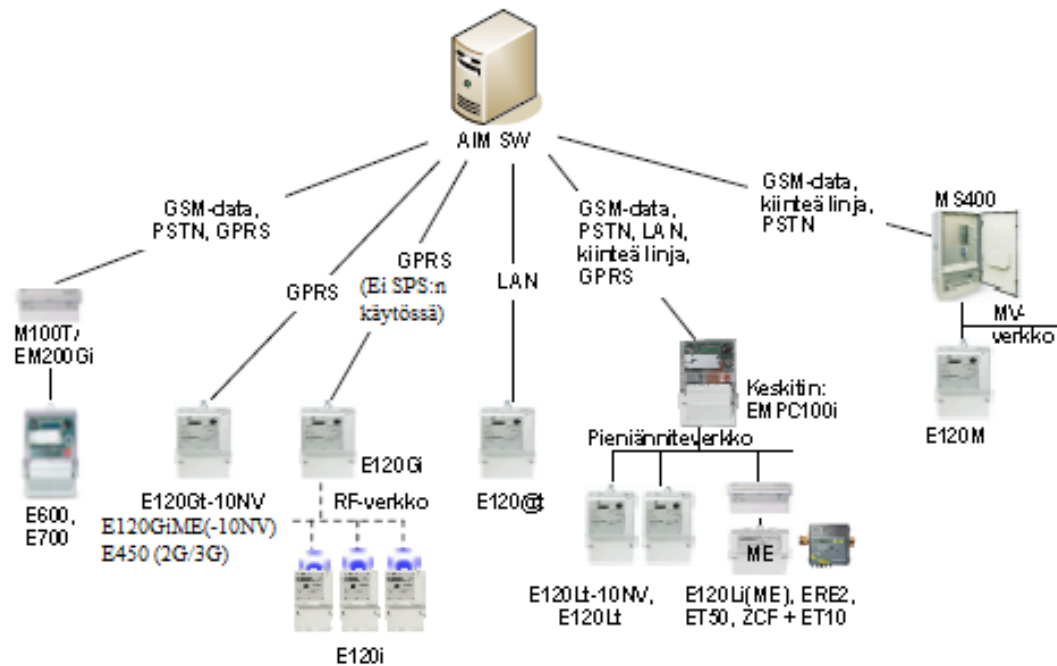 AIM SW
GSM-data,
PSTN, GPRS
GPRS
GPRS
(Ei SPS:n
käytössä)
LAN
GSM-data,
PSTN, LAN,
kiinteä linja,
GPRS
GSM-data,
kiinteä linja,
PSTN
MS400
MV-
verkko
E120M
M100T/
EM200Gi
E600,
E700
E120Gt-10NV
E120GiME(-10NV)
E450 (2G/3G)
E120Gi
RF-verkko
E120i
E120@t
Keskitin:
EMPC100i
Pienjänniteverkko
E120Lt-10NV,
E120Lt
ME
E120Li(ME), ERE2,
ET50, ZCF + ET10